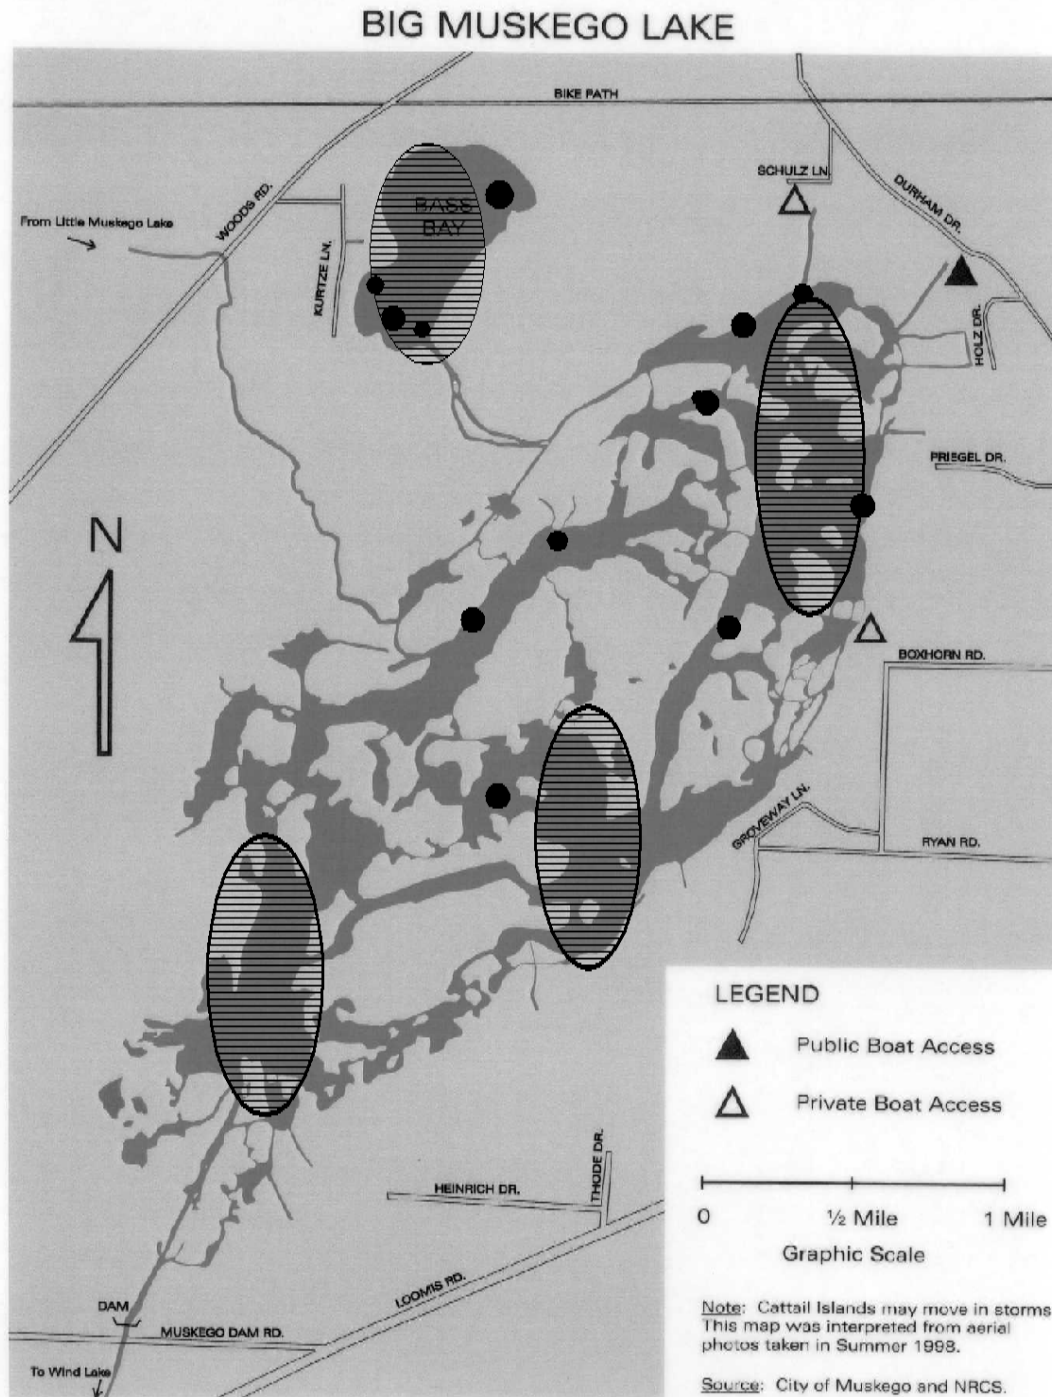 BIG MUSKEGO LAKE
BIKE PATH
SCHULZ LN.
DURHAM DR.
WOODS RD.
From Little Muskego Lake
BASS
BAY
KURTZE LN.
HOLZ DR.
PRIEGEL DR.
N
BOXHORN RD.
GROVEWAY LN.
RYAN RD.
LEGEND
Public Boat Access
Private Boat Access
THODE DR.
HEINRICH DR.
0 ½ Mile 1 Mile
Graphic Scale
LOOMIS RD.
DAM
MUSKEGO DAM RD.
To Wind Lake
Note: Cattail Islands may move in storms
This map was interpreted from aerial
photos taken in Summer 1998.
Source: City of Muskego and NRCS.